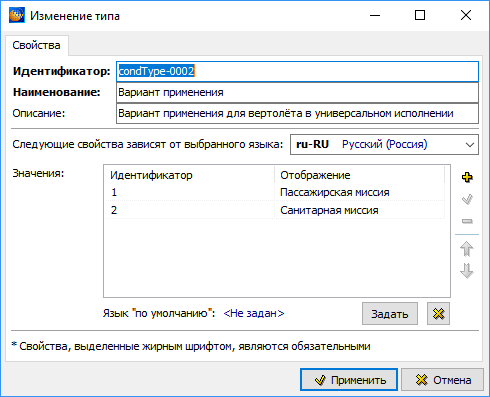 Изменение типа
Свойства
Идентификатор: condType-0002
Наименование: Вариант применения
Описание: Вариант применения для вертолёта в универсальном исполнении
Следующие свойства зависят от выбранного языка: ru-RU Русский (Россия)
Значения: Идентификатор Отображение
1 Пассажирская миссия
2 Санитарная миссия
Язык "по умолчанию": <Не задан> Задать
* Свойства, выделенные жирным шрифтом, являются обязательными
Применить Отмена